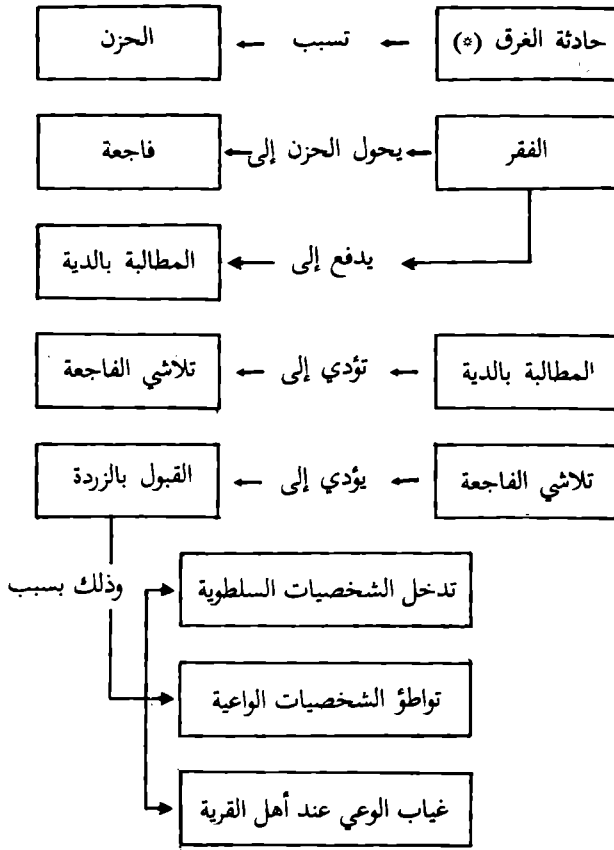 حادثة الغرق (*) ← تسبب ← الحزن
الفقر ← يحول الحزن إلى ← فاجعة
يدفع إلى ← المطالبة بالدية
المطالبة بالدية ← تؤدي إلى ← تلاشي الفاجعة
تلاشي الفاجعة ← يؤدي إلى ← القبول بالزردة
وذلك بسبب
تدخل الشخصيات السلطوية
تواطؤ الشخصيات الواعية
غياب الوعي عند أهل القرية